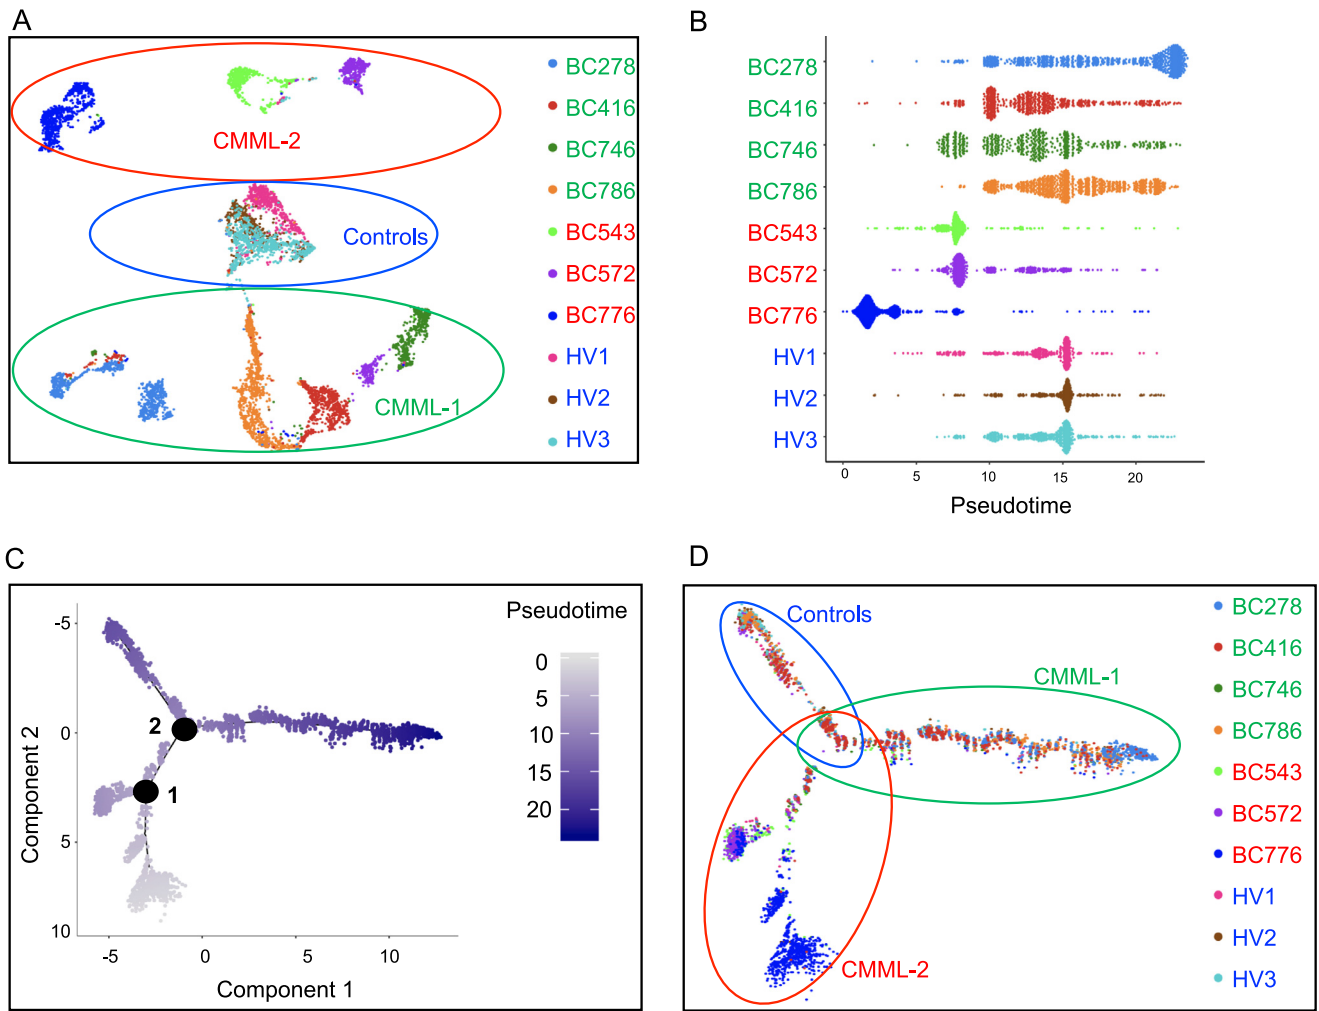 A
BC278
BC416
BC746
BC786
BC543
BC572
BC776
HV1
HV2
HV3
CMML-2
Controls
CMML-1
B
BC278
BC416
BC746
BC786
BC543
BC572
BC776
HV1
HV2
HV3
0 5 10 15 20
Pseudotime
C
Pseudotime
0
5
10
15
20
-5
0
5
10
Component 2
2
1
-5 0 5 10
Component 1
D
Controls
CMML-1
CMML-2
BC278
BC416
BC746
BC786
BC543
BC572
BC776
HV1
HV2
HV3